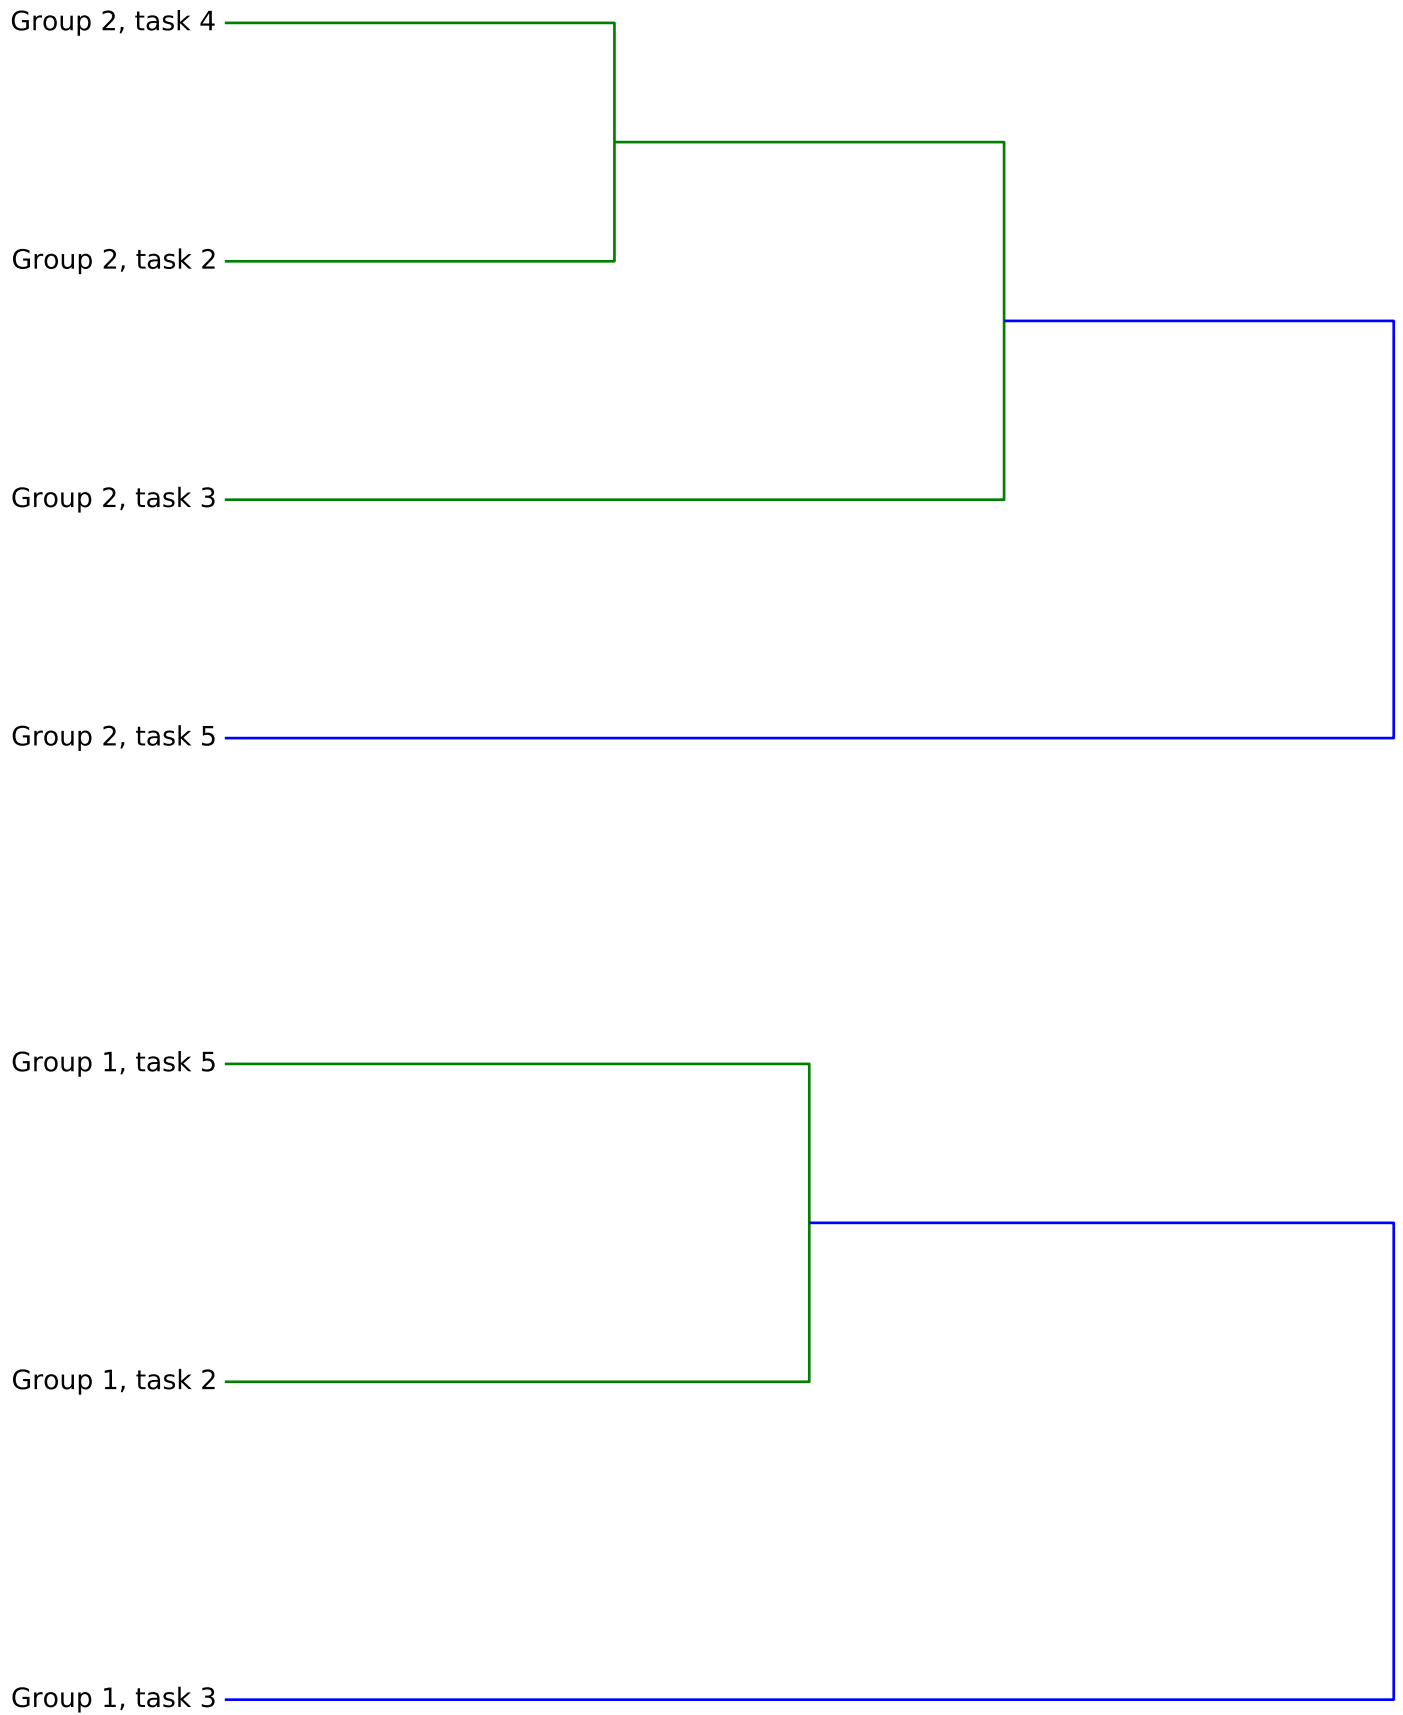 Group 2, task 4
Group 2, task 2
Group 2, task 3
Group 2, task 5
Group 1, task 5
Group 1, task 2
Group 1, task 3